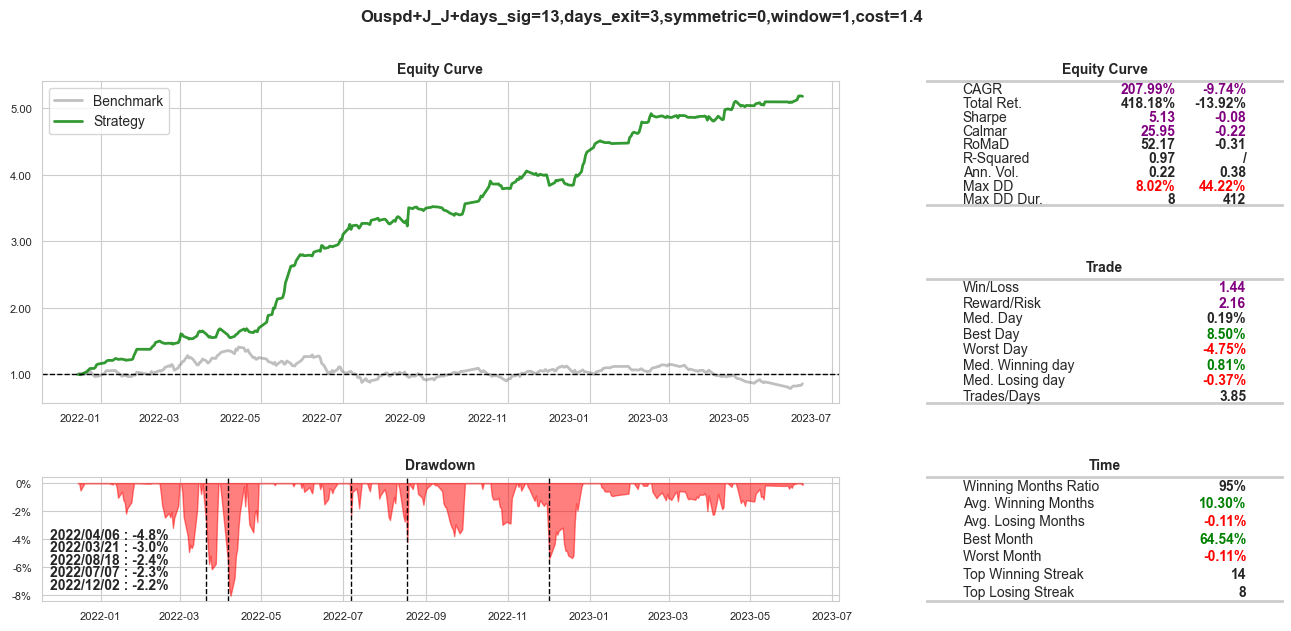 Ouspd+J_J+days_sig=13,days_exit=3,symmetric=0,window=1,cost=1.4
Equity Curve
Benchmark
Strategy
5.00
4.00
3.00
2.00
1.00
2022-01 2022-03 2022-05 2022-07 2022-09 2022-11 2023-01 2023-03 2023-05 2023-07
Drawdown
0%
-2%
-4%
-6%
-8%
2022/04/06 : -4.8%
2022/03/21 : -3.0%
2022/08/18 : -2.4%
2022/07/07 : -2.3%
2022/12/02 : -2.2%
2022-01 2022-03 2022-05 2022-07 2022-09 2022-11 2023-01 2023-03 2023-05 2023-07
Equity Curve
CAGR 207.99% -9.74%
Total Ret. 418.18% -13.92%
Sharpe 5.13 -0.08
Calmar 25.95 -0.22
RoMaD 52.17 -0.31
R-Squared 0.97 /
Ann. Vol. 0.22 0.38
Max DD 8.02% 44.22%
Max DD Dur. 8 412
Trade
Win/Loss 1.44
Reward/Risk 2.16
Med. Day 0.19%
Best Day 8.50%
Worst Day -4.75%
Med. Winning day 0.81%
Med. Losing day -0.37%
Trades/Days 3.85
Time
Winning Months Ratio 95%
Avg. Winning Months 10.30%
Avg. Losing Months -0.11%
Best Month 64.54%
Worst Month -0.11%
Top Winning Streak 14
Top Losing Streak 8